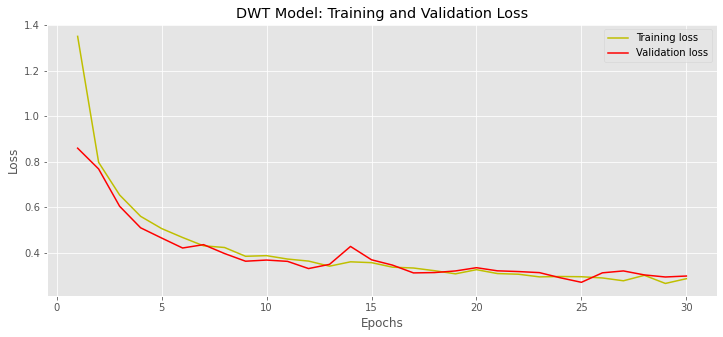 DWT Model: Training and Validation Loss
Training loss
Validation loss
Loss
1.4
1.2
1.0
0.8
0.6
0.4
0
5
10
15
20
25
30
Epochs